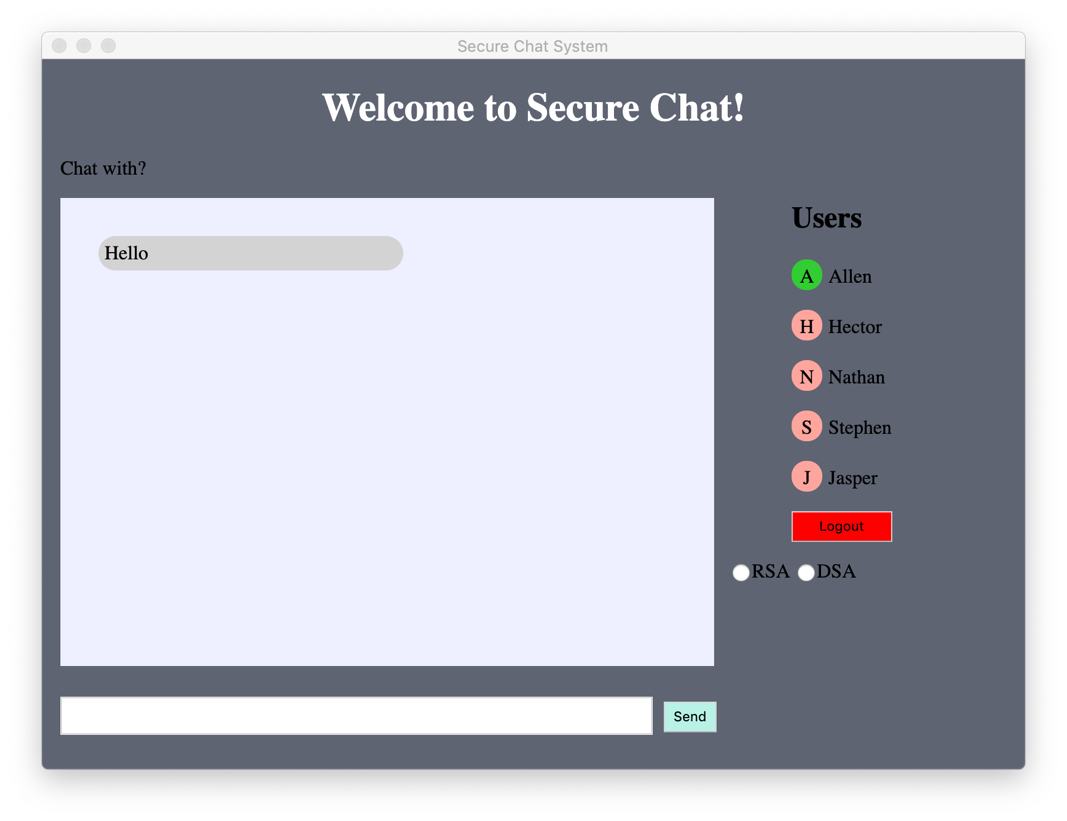 Secure Chat System
Welcome to Secure Chat!
Chat with?
Hello
Users
A Allen
H Hector
N Nathan
S Stephen
J Jasper
Logout
RSA DSA
Send